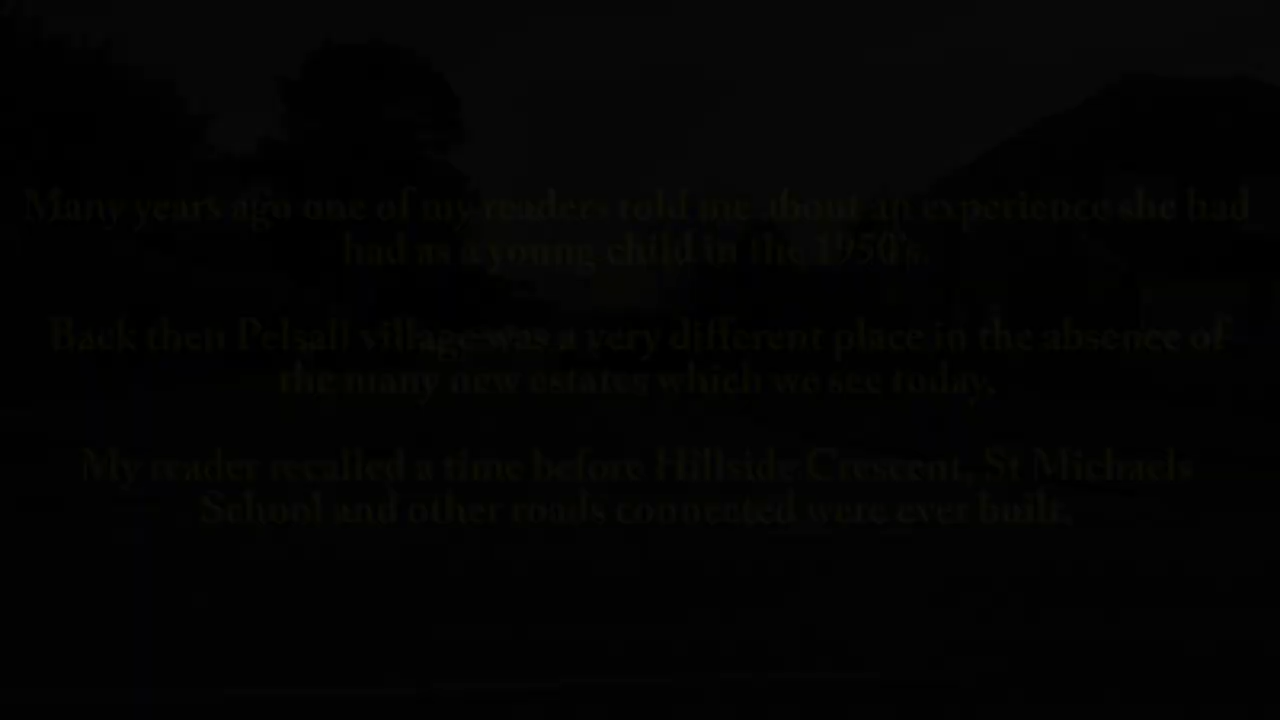 Many years ago one of my readers told me about an experience she had
had as a young child in the 1950's.
Back then Pelsall village was a very different place in the absence of
the many new estates which we see today.
My reader recalled a time before Hillside Crescent, St Michaels
School and other roads connected were ever built.